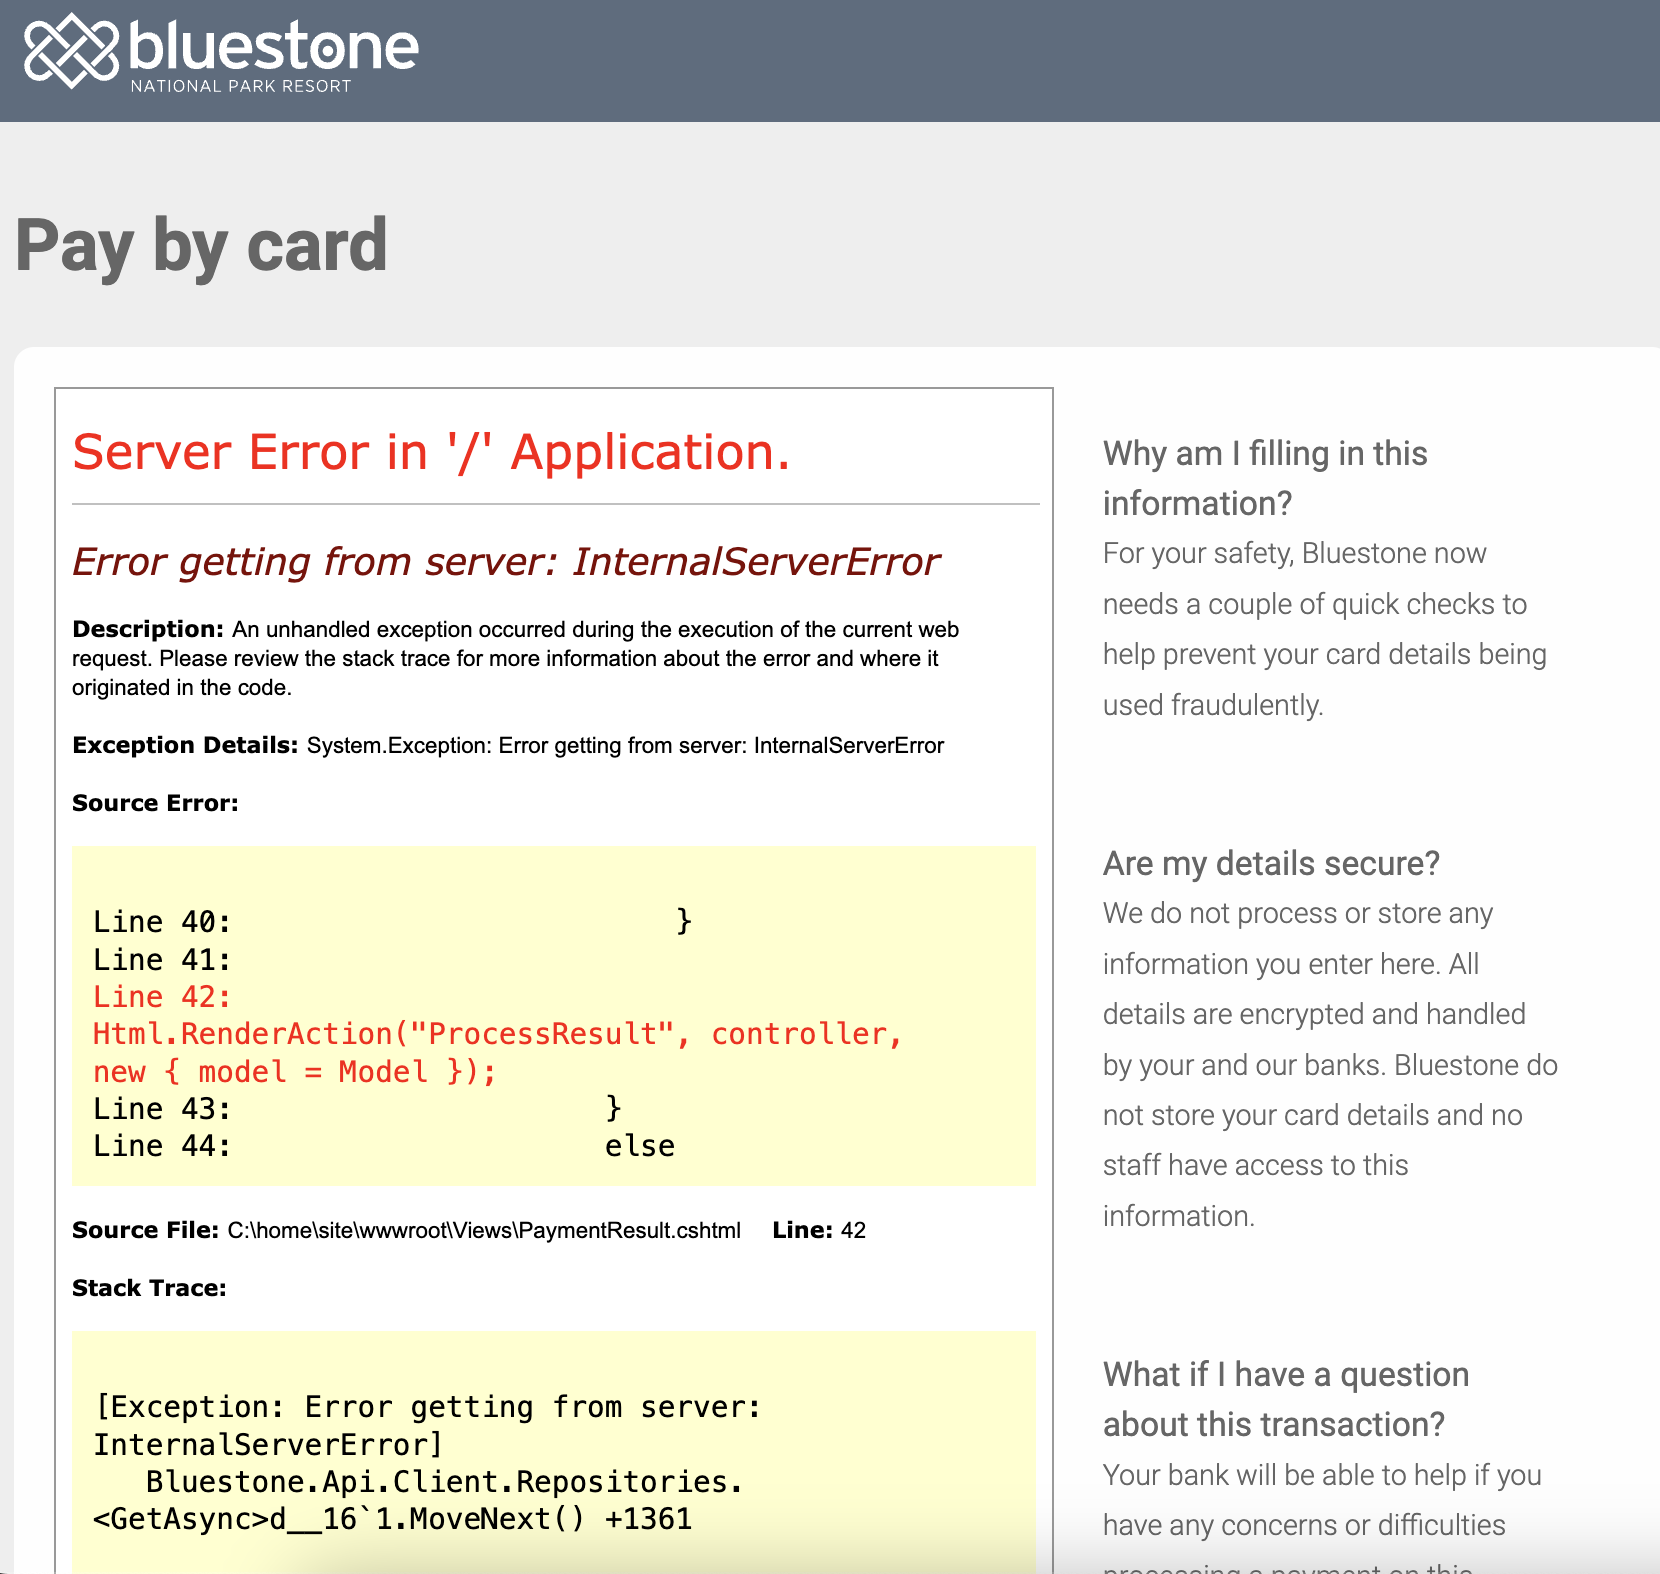 bluestone
NATIONAL PARK RESORT
Pay by card
Server Error in '/' Application.
Error getting from server: InternalServerError
Description: An unhandled exception occurred during the execution of the current web
request. Please review the stack trace for more information about the error and where it
originated in the code.
Exception Details: System.Exception: Error getting from server: InternalServerError
Source Error:
Line 40:                         }
Line 41:
Line 42:
Html.RenderAction("ProcessResult", controller,
new { model = Model });
Line 43:                     }
Line 44:                     else
Source File: C:\home\site\wwwroot\Views\PaymentResult.cshtml    Line: 42
Stack Trace:
[Exception: Error getting from server:
InternalServerError]
   Bluestone.Api.Client.Repositories.
<GetAsync>d__16`1.MoveNext() +1361
Why am I filling in this
information?
For your safety, Bluestone now
needs a couple of quick checks to
help prevent your card details being
used fraudulently.
Are my details secure?
We do not process or store any
information you enter here. All
details are encrypted and handled
by your and our banks. Bluestone do
not store your card details and no
staff have access to this
information.
What if I have a question
about this transaction?
Your bank will be able to help if you
have any concerns or difficulties
processing a payment on this